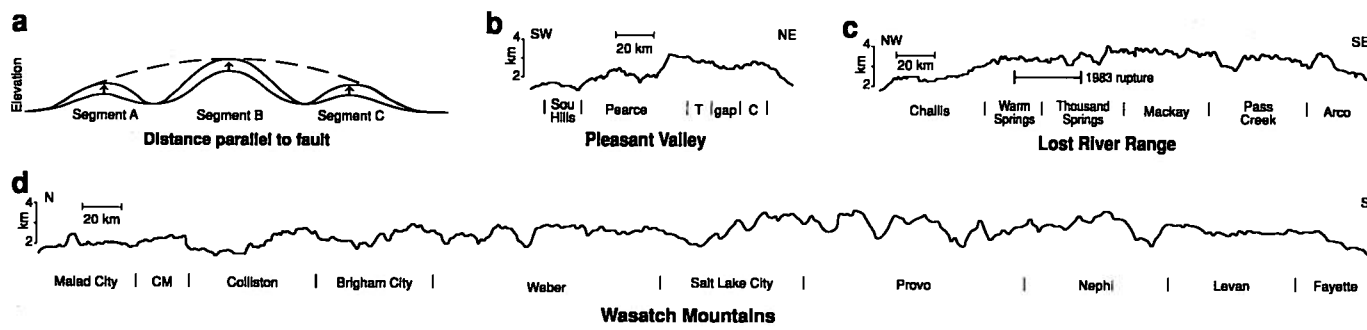 a
Elevation
Segment A
Segment B
Segment C
Distance parallel to fault
b
SW
NE
20 km
4
km
2
Sou
Hills
Pearce
T
gap
C
Pleasant Valley
c
NW
SE
20 km
4
km
2
1983 rupture
Challis
Warm
Springs
Thousand
Springs
Mackay
Pass
Creek
Arco
Lost River Range
d
N
S
4
km
2
20 km
Malad City
CM
Colliston
Brigham City
Weber
Salt Lake City
Provo
Nephi
Levan
Fayette
Wasatch Mountains